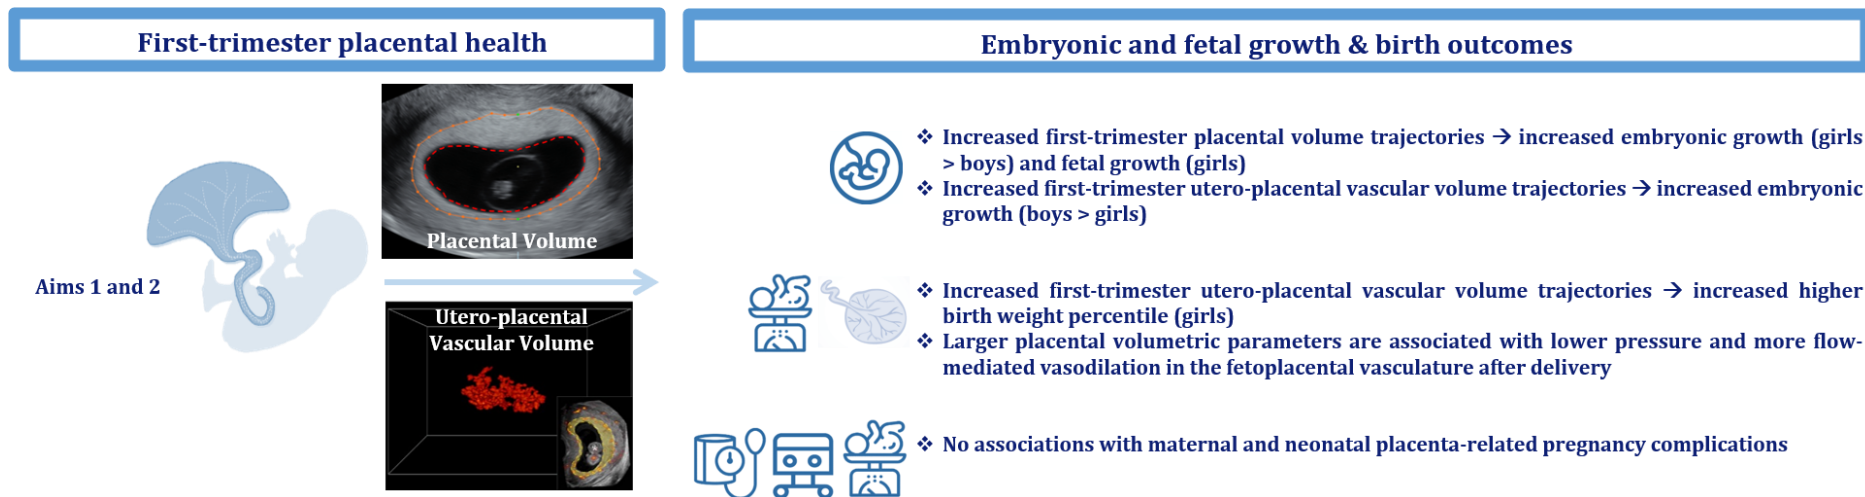 First-trimester placental health
Embryonic and fetal growth & birth outcomes
Placental Volume
Aims 1 and 2
Utero-placental
Vascular Volume
❖ Increased first-trimester placental volume trajectories → increased embryonic growth (girls
> boys) and fetal growth (girls)
❖ Increased first-trimester utero-placental vascular volume trajectories → increased embryonic
growth (boys > girls)
❖ Increased first-trimester utero-placental vascular volume trajectories → increased higher
birth weight percentile (girls)
❖ Larger placental volumetric parameters are associated with lower pressure and more flow-
mediated vasodilation in the fetoplacental vasculature after delivery
❖ No associations with maternal and neonatal placenta-related pregnancy complications